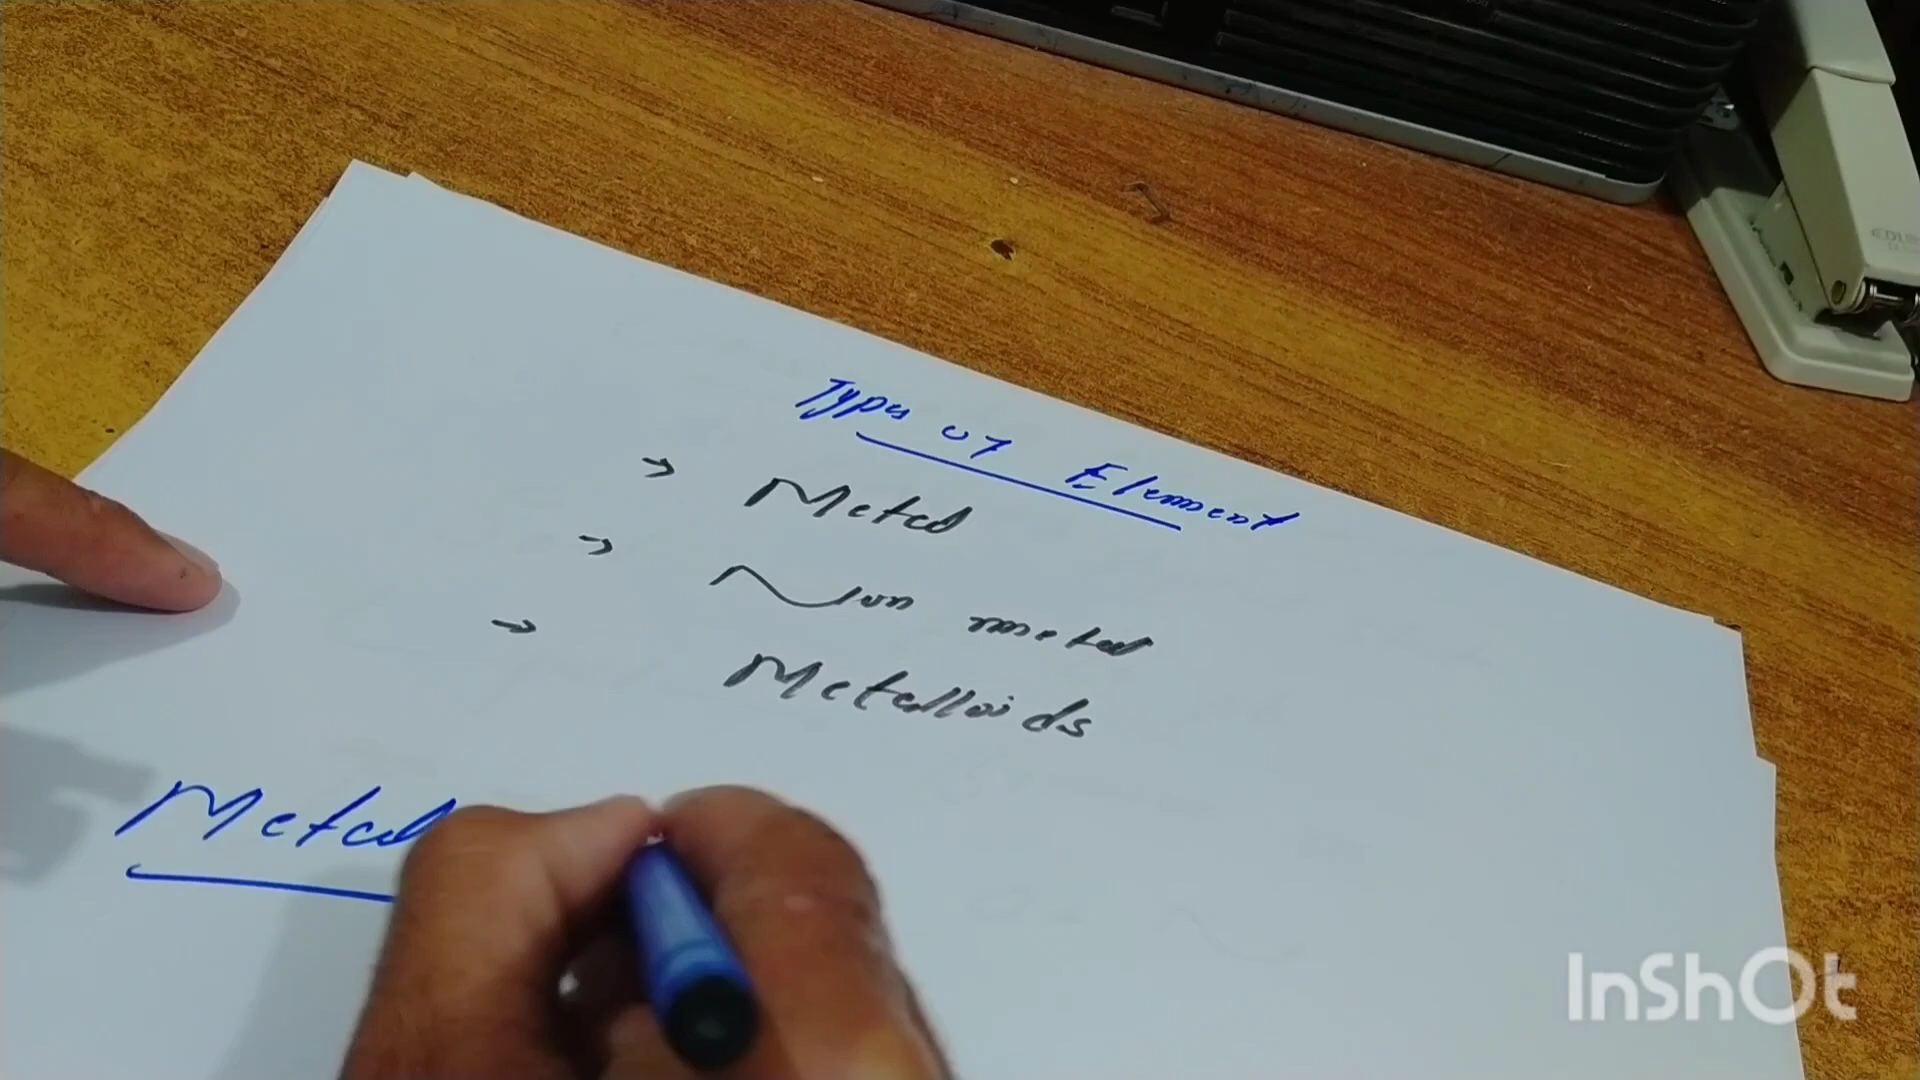 Types of Element
→ Metal
→ Non metal
→ Metalloids
Metal
InShOt